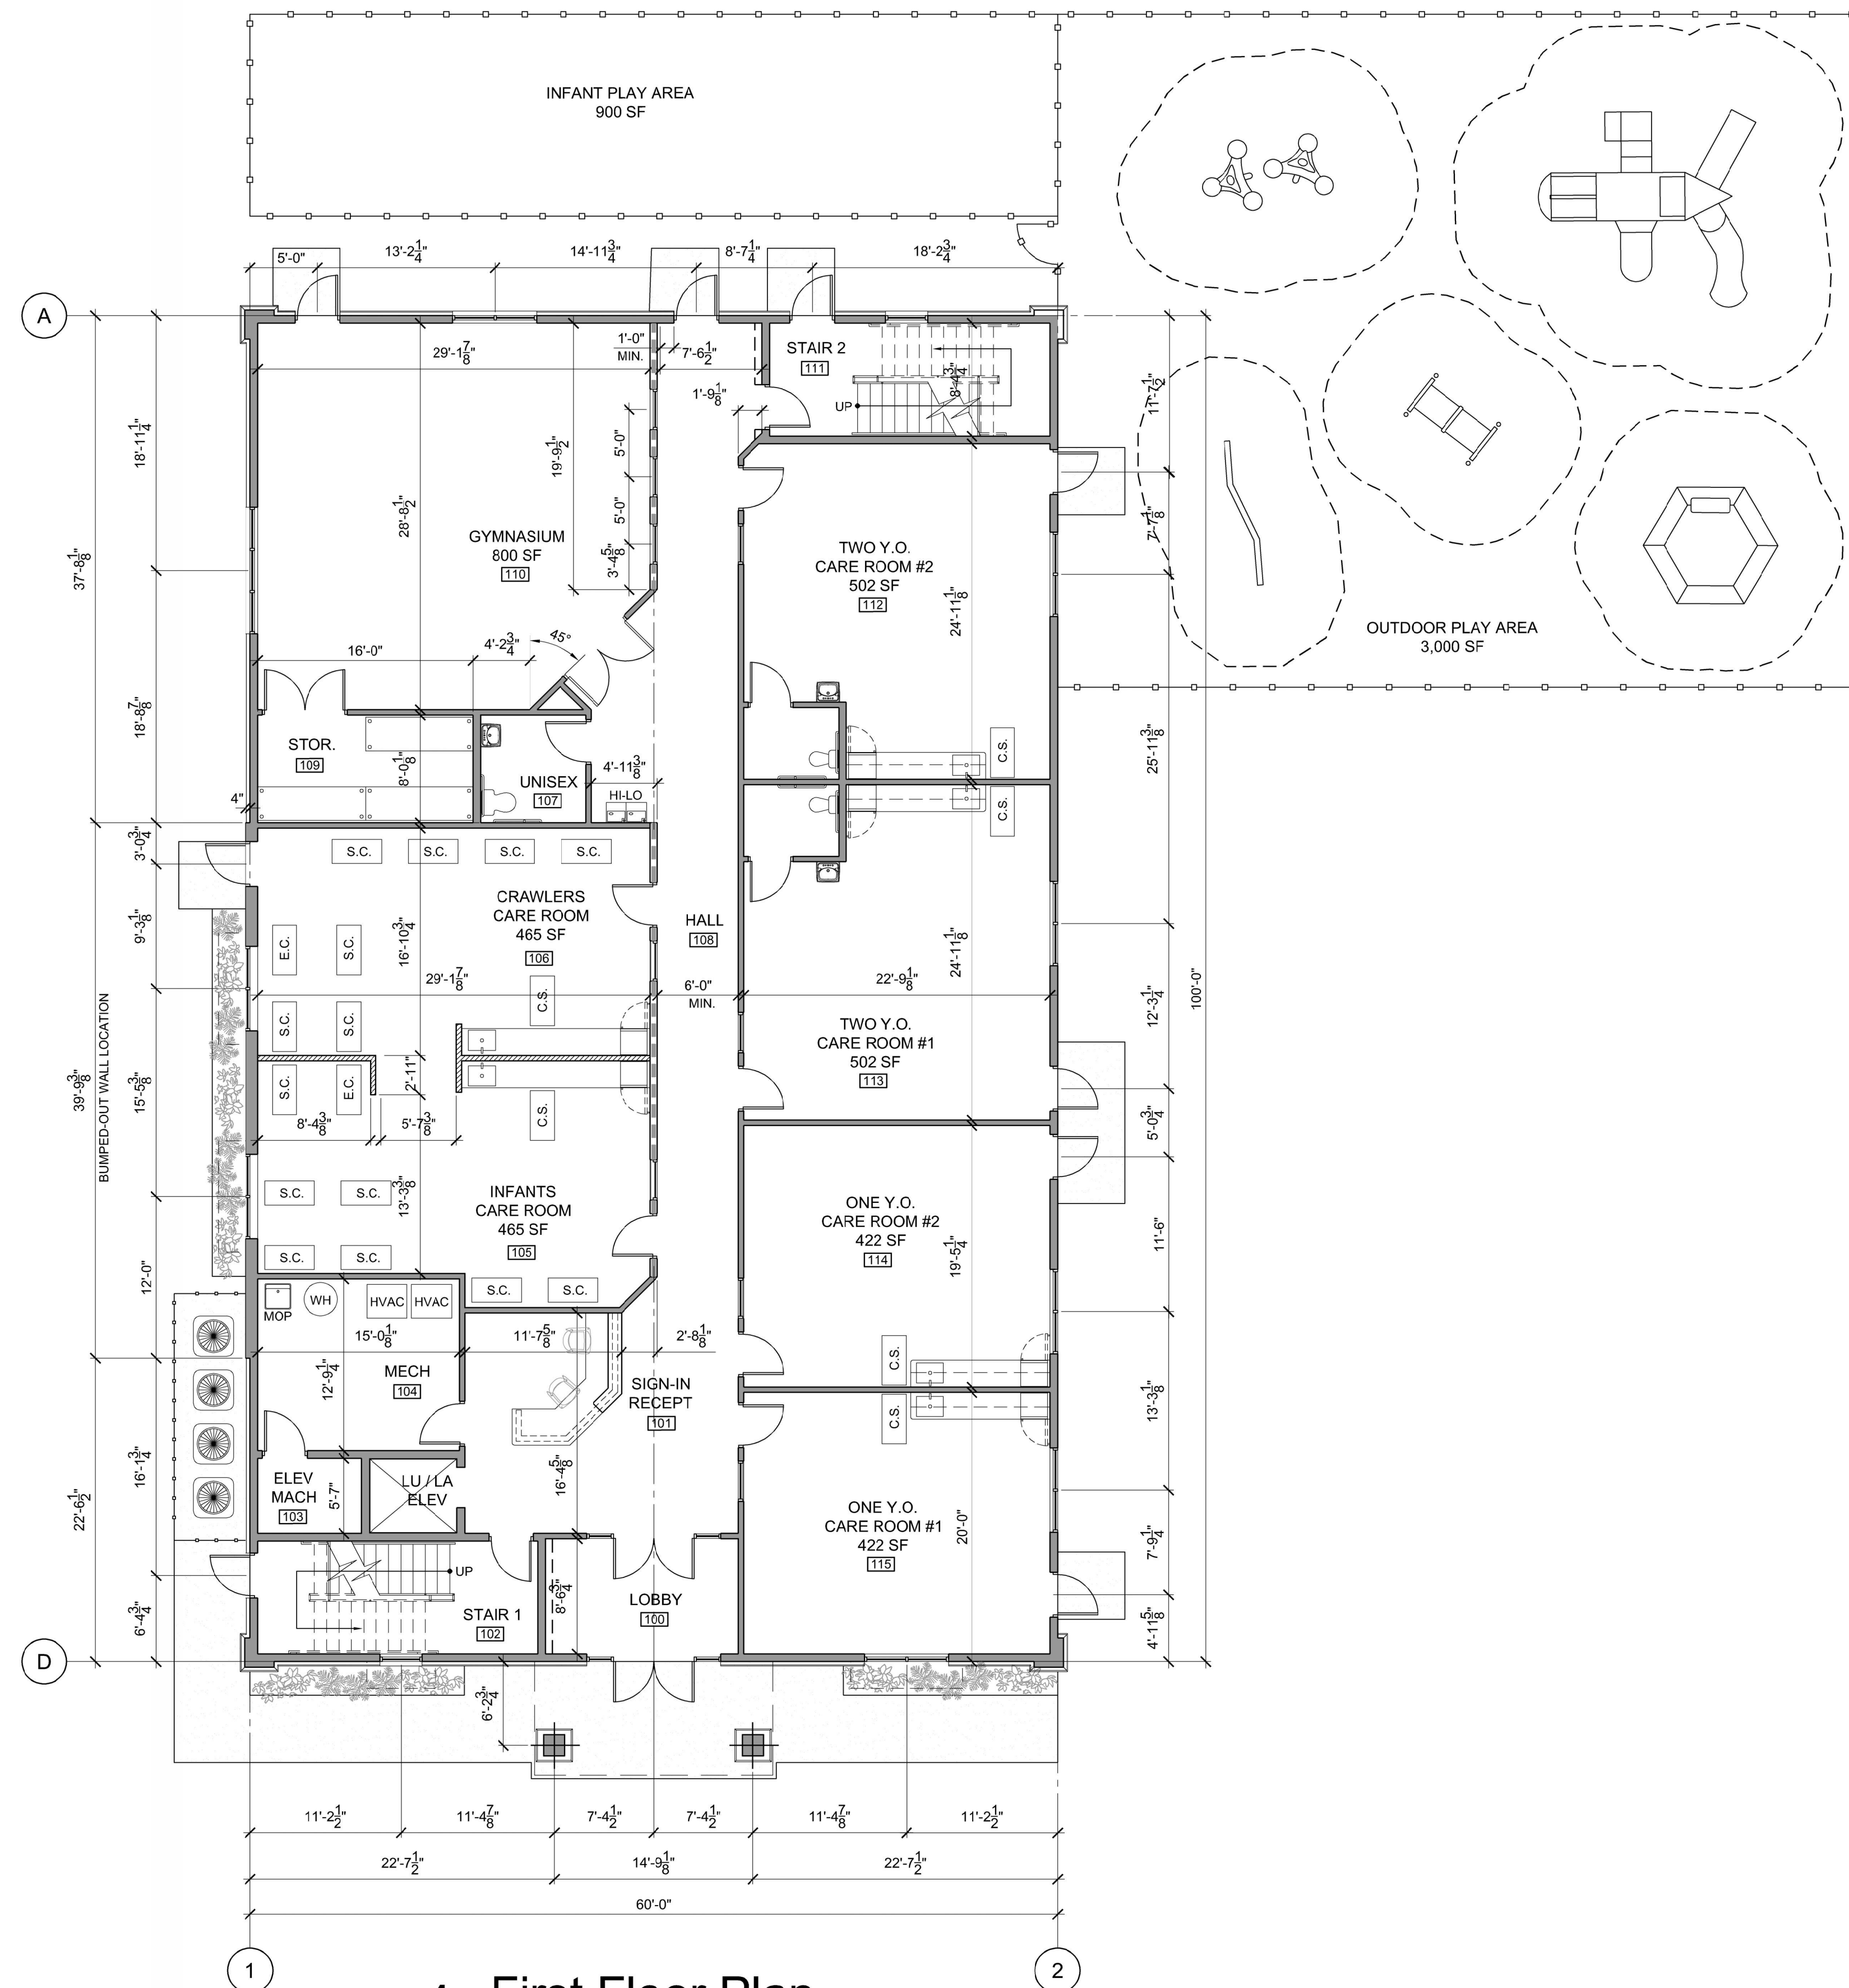 INFANT PLAY AREA
900 SF
5'-0"
13'-2 1/4"
14'-11 3/4"
8'-7 1/4"
18'-2 3/4"
A
29'-1 7/8"
1'-0"
MIN.
7'-6 1/2"
STAIR 2
111
8'-4 3/4"
UP
1'-9 1/8"
11'-7 1/2"
18'-11 1/4"
19'-9 1/2"
5'-0"
5'-0"
3'-4 5/8"
28'-8 1/2"
GYMNASIUM
800 SF
110
7'-7 1/8"
37'-8 1/8"
TWO Y.O.
CARE ROOM #2
502 SF
112
24'-11 1/8"
OUTDOOR PLAY AREA
3,000 SF
16'-0"
4'-2 3/4"
45°
18'-8 7/8"
STOR.
109
8'-0 1/8"
UNISEX
107
4'-11 3/8"
HI-LO
C.S.
25'-11 3/8"
4"
C.S.
3'-0 3/4"
S.C.
S.C.
S.C.
S.C.
CRAWLERS
CARE ROOM
465 SF
106
HALL
108
9'-3 1/8"
E.C.
S.C.
16'-10 3/4"
24'-11 1/8"
29'-1 7/8"
6'-0"
MIN.
22'-9 1/8"
100'-0"
12'-3 1/4"
C.S.
S.C.
S.C.
TWO Y.O.
CARE ROOM #1
502 SF
113
BUMPED-OUT WALL LOCATION
39'-9 3/8"
15'-5 3/8"
S.C.
E.C.
2'-11"
C.S.
8'-4 3/8"
5'-7 3/8"
5'-0 3/4"
S.C.
S.C.
13'-3 3/8"
INFANTS
CARE ROOM
465 SF
105
ONE Y.O.
CARE ROOM #2
422 SF
114
19'-5 1/4"
11'-6"
S.C.
S.C.
12'-0"
S.C.
S.C.
MOP
WH
HVAC
HVAC
15'-0 1/8"
11'-7 5/8"
2'-8 1/8"
C.S.
12'-9 1/4"
MECH
104
SIGN-IN
RECEPT
101
C.S.
13'-3 1/8"
16'-1 3/4"
22'-6 1/2"
ELEV
MACH
103
5'-7"
LU / LA
ELEV
16'-4 5/8"
ONE Y.O.
CARE ROOM #1
422 SF
115
20'-0"
7'-9 1/4"
UP
6'-4 3/4"
STAIR 1
102
8'-6 3/4"
LOBBY
100
4'-11 5/8"
D
6'-2 3/4"
11'-2 1/2"
11'-4 7/8"
7'-4 1/2"
7'-4 1/2"
11'-4 7/8"
11'-2 1/2"
22'-7 1/2"
14'-9 1/8"
22'-7 1/2"
60'-0"
1
2
First Floor Plan